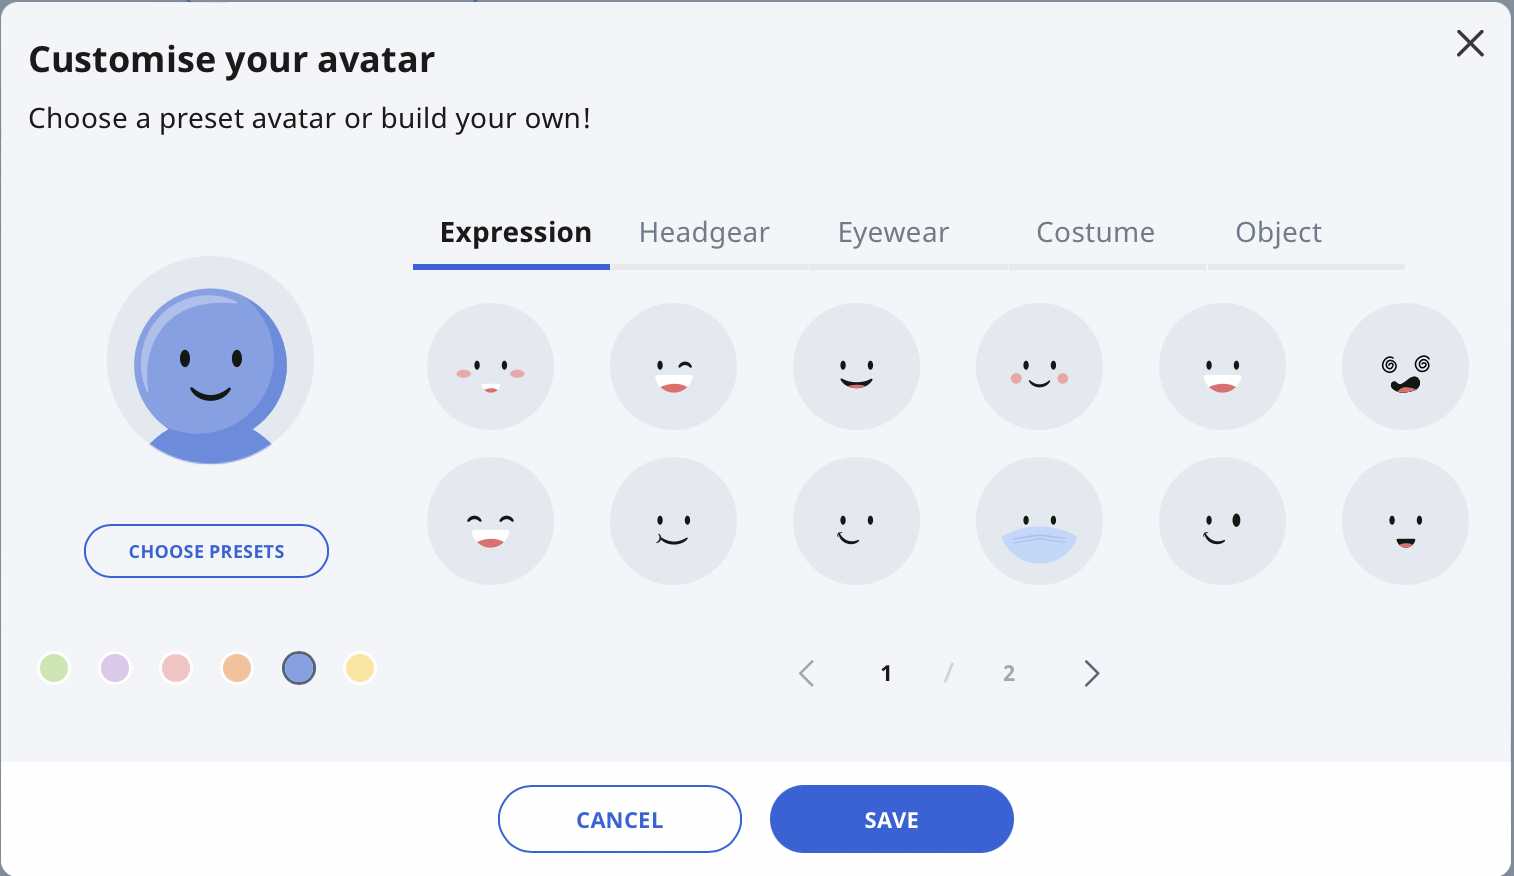 Customise your avatar
Choose a preset avatar or build your own!
Expression Headgear Eyewear Costume Object
CHOOSE PRESETS
1 / 2
CANCEL SAVE